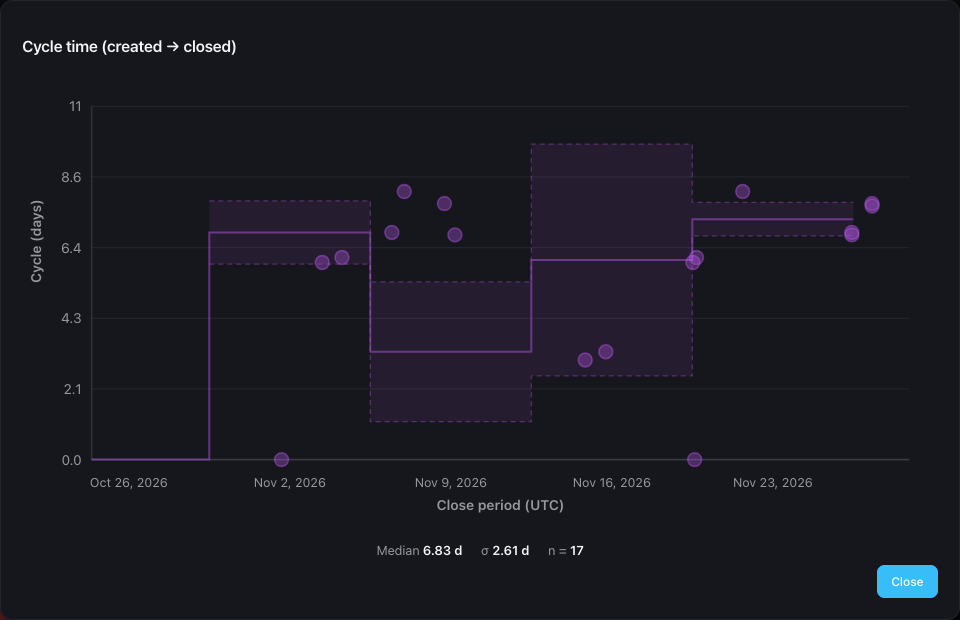 Cycle time (created → closed)
11
8.6
6.4
4.3
2.1
0.0
Cycle (days)
Oct 26, 2026 Nov 2, 2026 Nov 9, 2026 Nov 16, 2026 Nov 23, 2026
Close period (UTC)
Median 6.83 d σ 2.61 d n = 17
Close